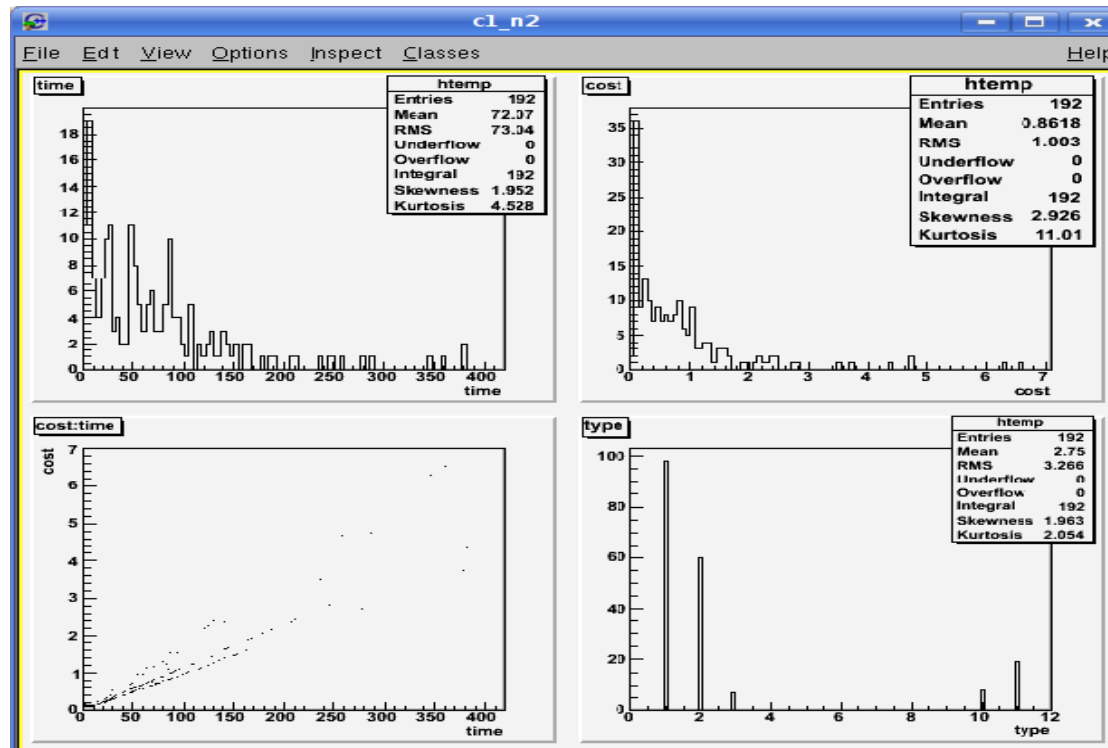 cl_n2
File Edit View Options Inspect Classes Help
time
htemp
Entries 192
Mean 72.07
RMS 73.04
Underflow 0
Overflow 0
Integral 192
Skewness 1.952
Kurtosis 4.528
18
16
14
12
10
8
6
4
2
0
0 50 100 150 200 250 300 350 400
time
cost
htemp
Entries 192
Mean 0.8618
RMS 1.003
Underflow 0
Overflow 0
Integral 192
Skewness 2.926
Kurtosis 11.01
35
30
25
20
15
10
5
0
0 1 2 3 4 5 6 7
cost
cost:time
cost
7
6
5
4
3
2
1
0
0 50 100 150 200 250 300 350 400
time
type
htemp
Entries 192
Mean 2.75
RMS 3.266
Underflow 0
Overflow 0
Integral 192
Skewness 1.963
Kurtosis 2.054
100
80
60
40
20
0
0 2 4 6 8 10 12
type